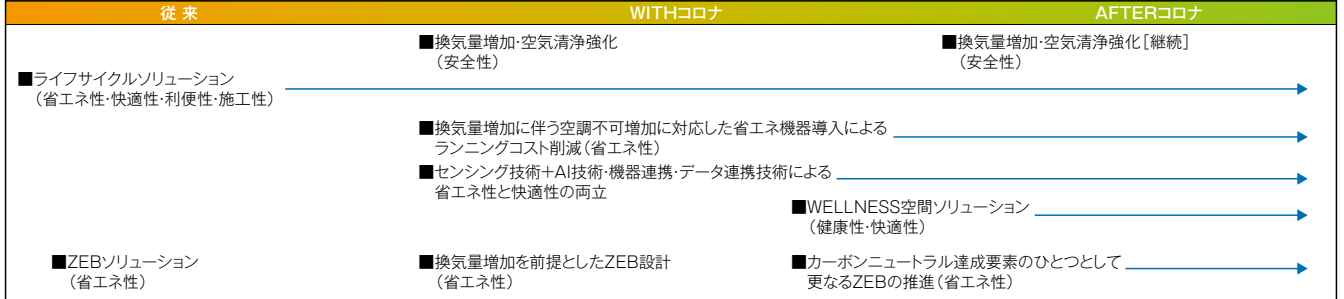 従 来
WITHコロナ
AFTERコロナ
■換気量増加・空気清浄強化
（安全性）
■換気量増加・空気清浄強化［継続］
（安全性）
■ライフサイクルソリューション
（省エネ性・快適性・利便性・施工性）
■換気量増加に伴う空調不可増加に対応した省エネ機器導入による
ランニングコスト削減（省エネ性）
■センシング技術＋AI技術・機器連携・データ連携技術による
省エネ性と快適性の両立
■WELLNESS空間ソリューション
（健康性・快適性）
■ZEBソリューション
（省エネ性）
■換気量増加を前提としたZEB設計
（省エネ性）
■カーボンニュートラル達成要素のひとつとして
更なるZEBの推進（省エネ性）